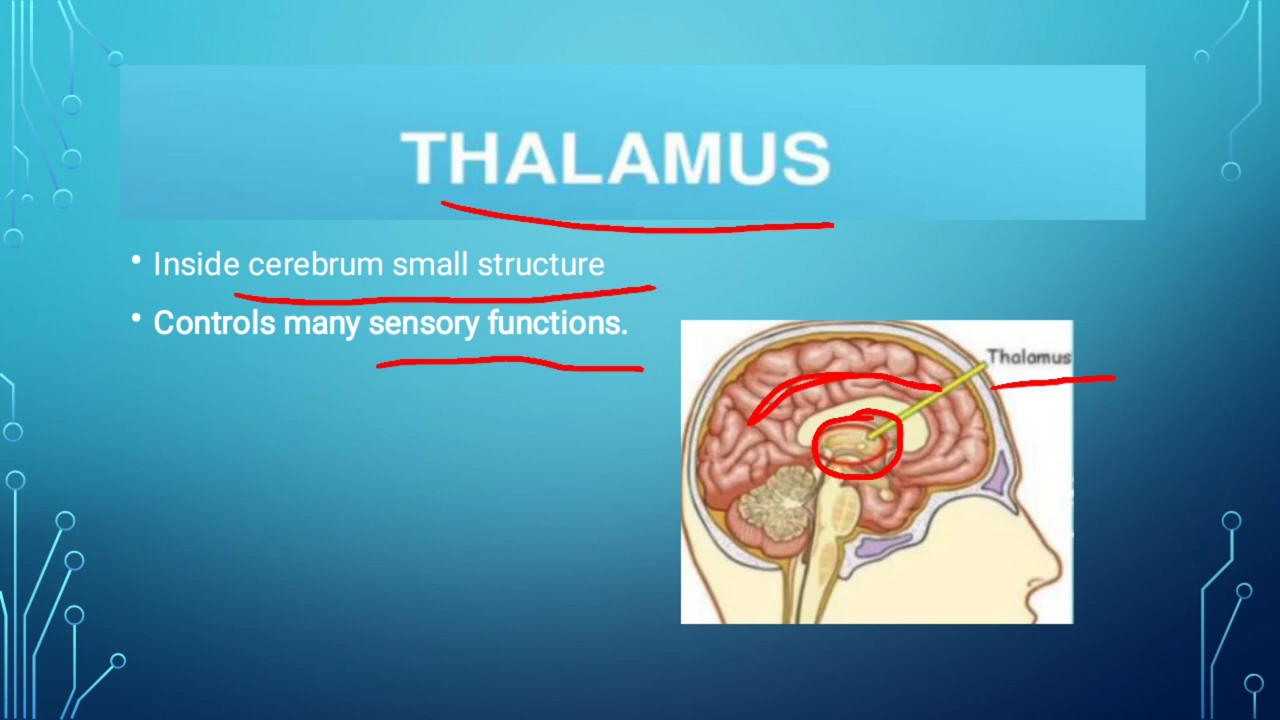 THALAMUS
• Inside cerebrum small structure
• Controls many sensory functions.
Thalamus